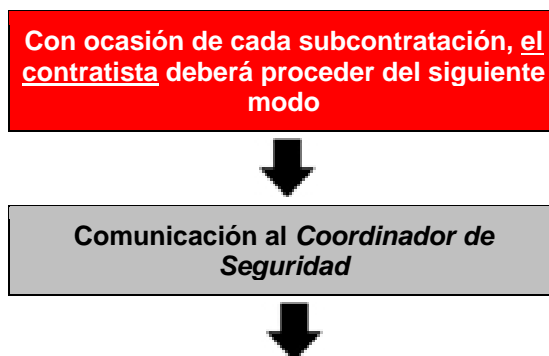 Con ocasión de cada subcontratación, el
contratista deberá proceder del siguiente
modo
Comunicación al Coordinador de
Seguridad